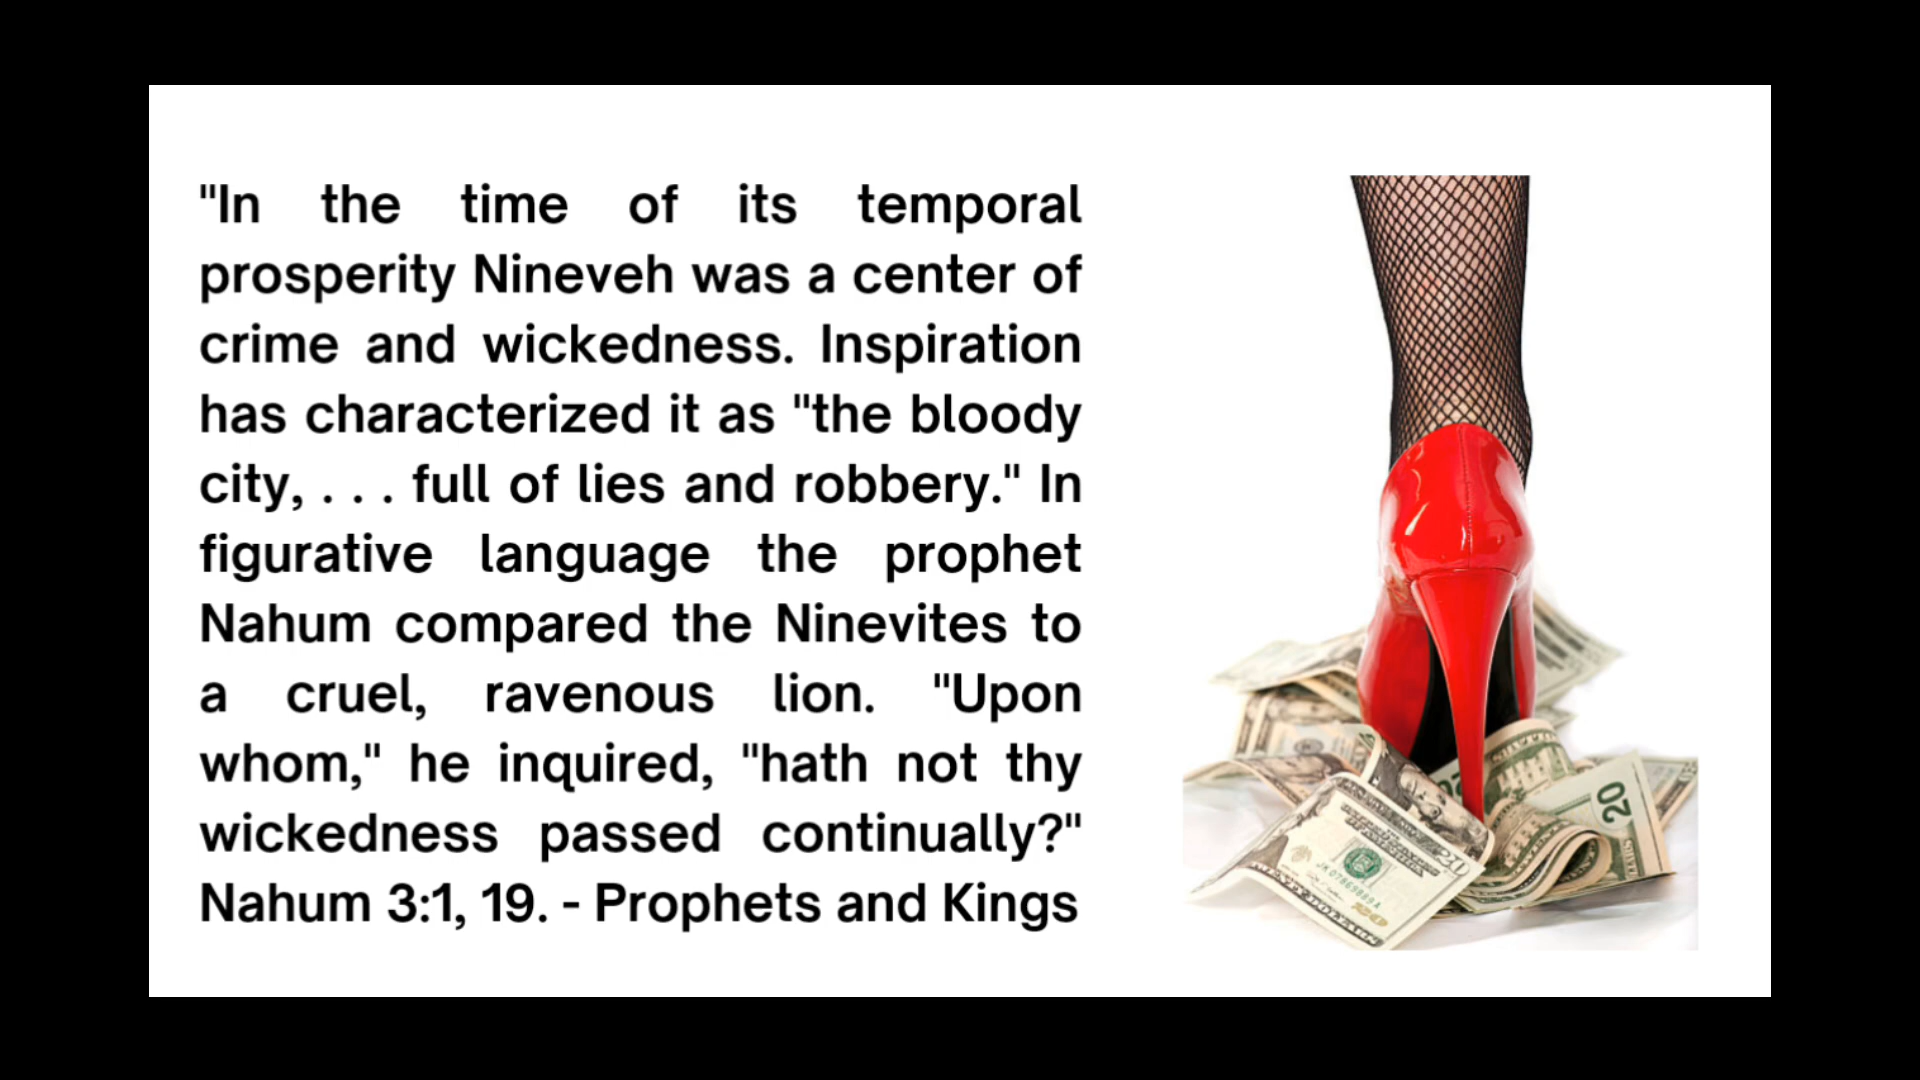 "In the time of its temporal
prosperity Nineveh was a center of
crime and wickedness. Inspiration
has characterized it as "the bloody
city, . . . full of lies and robbery." In
figurative language the prophet
Nahum compared the Ninevites to
a cruel, ravenous lion. "Upon
whom," he inquired, "hath not thy
wickedness passed continually?"
Nahum 3:1, 19. - Prophets and Kings
20
20